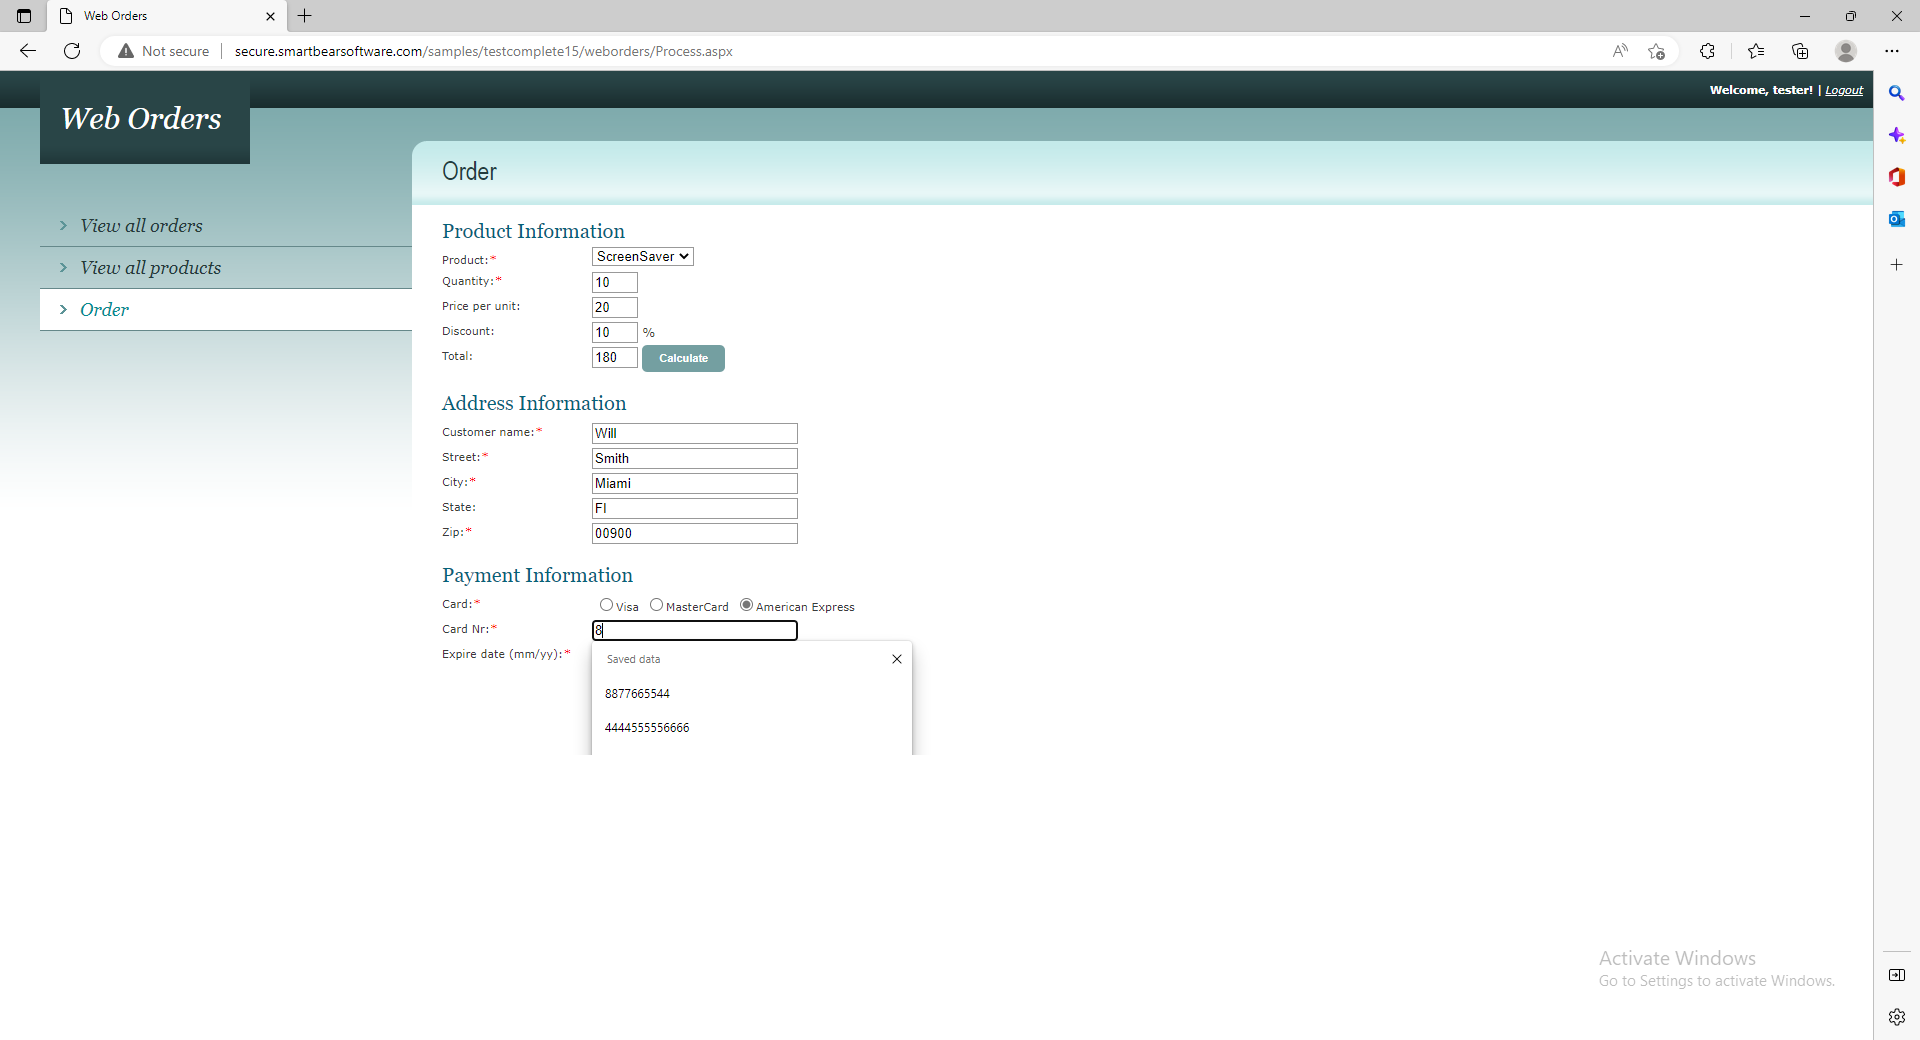 Web Orders
Not secure
secure.smartbearsoftware.com/samples/testcomplete15/weborders/Process.aspx
Welcome, tester! | Logout
Web Orders
Order
View all orders
View all products
Order
Product Information
Product:* ScreenSaver
Quantity:* 10
Price per unit: 20
Discount: 10 %
Total: 180 Calculate
Address Information
Customer name:* Will
Street:* Smith
City:* Miami
State: Fl
Zip:* 00900
Payment Information
Card:* Visa MasterCard American Express
Card Nr:* 8
Expire date (mm/yy):*
Saved data
8877665544
4444555556666
Activate Windows
Go to Settings to activate Windows.